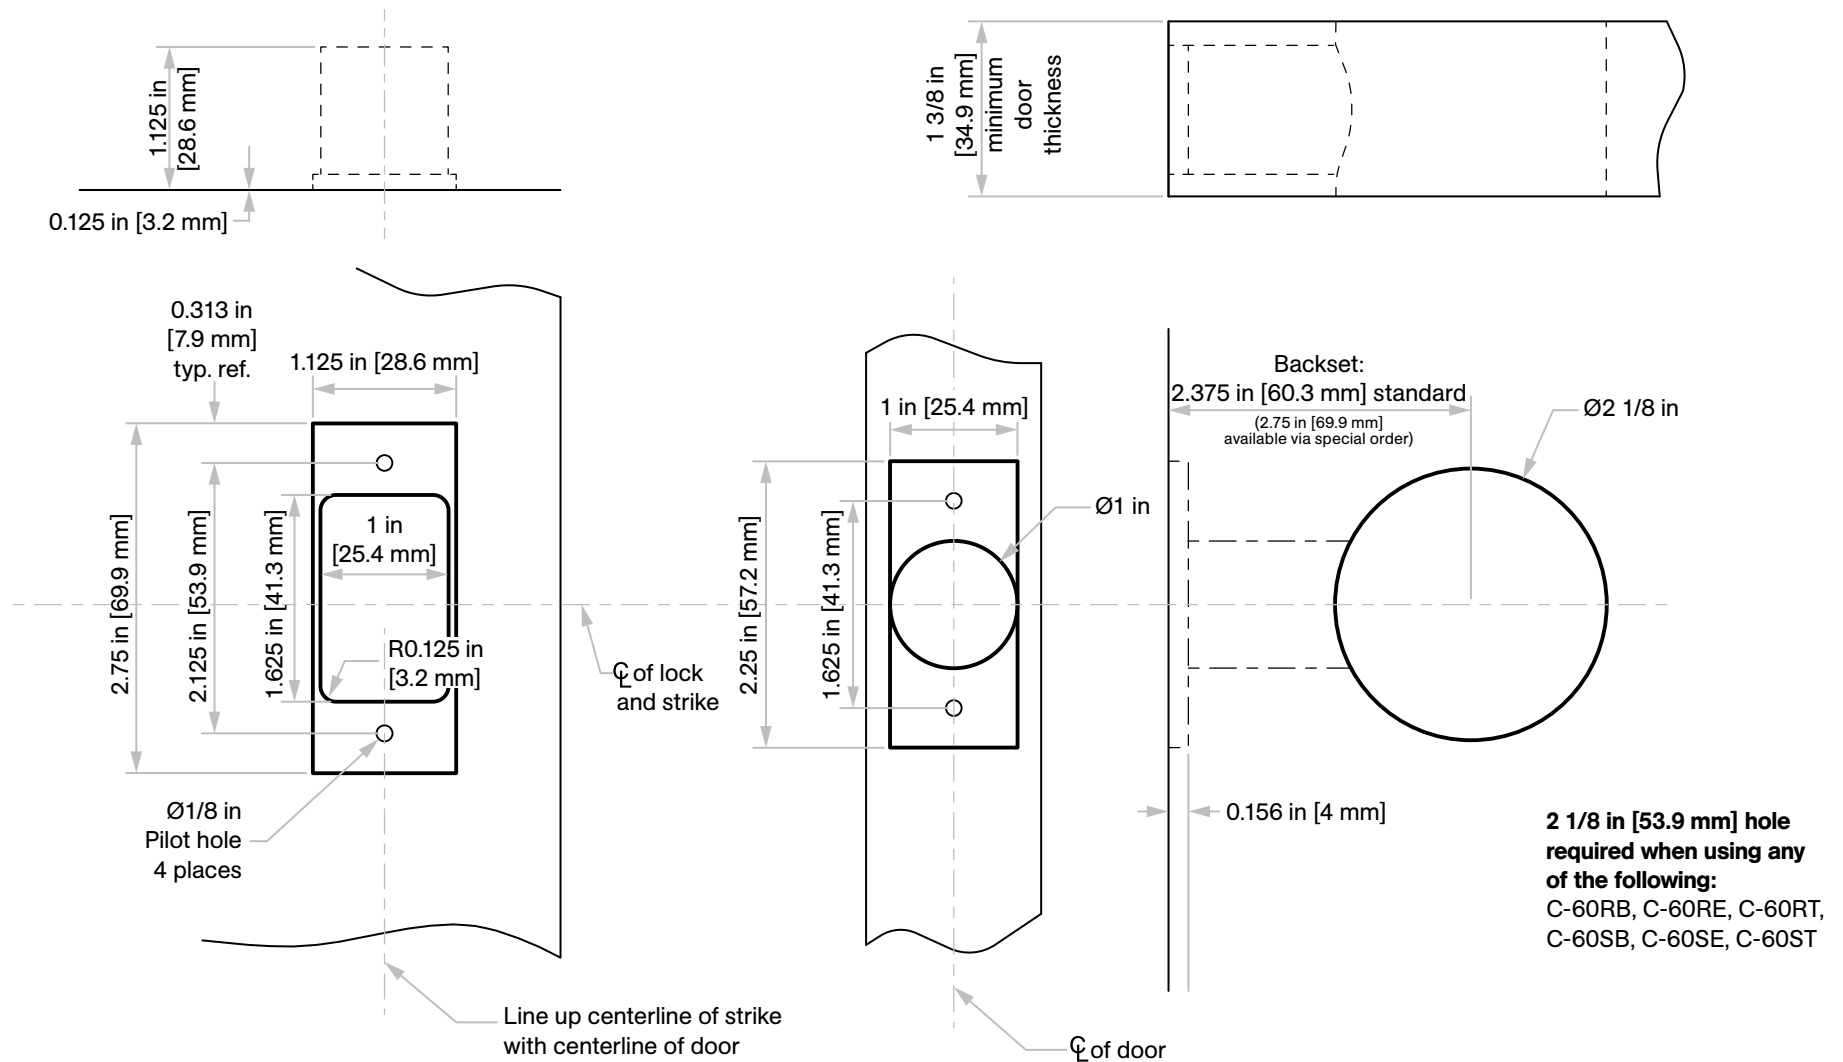 1.125 in
[28.6 mm]
0.125 in [3.2 mm]
1 3/8 in
[34.9 mm]
minimum
door
thickness
0.313 in
[7.9 mm]
typ. ref.
1.125 in [28.6 mm]
2.75 in [69.9 mm]
2.125 in [53.9 mm]
1.625 in [41.3 mm]
1 in
[25.4 mm]
R0.125 in
[3.2 mm]
Ø1/8 in
Pilot hole
4 places
℄ of lock
and strike
Line up centerline of strike
with centerline of door
1 in [25.4 mm]
2.25 in [57.2 mm]
1.625 in [41.3 mm]
Ø1 in
℄ of door
Backset:
2.375 in [60.3 mm] standard
(2.75 in [69.9 mm]
available via special order)
Ø2 1/8 in
0.156 in [4 mm]
2 1/8 in [53.9 mm] hole
required when using any
of the following:
C-60RB, C-60RE, C-60RT,
C-60SB, C-60SE, C-60ST